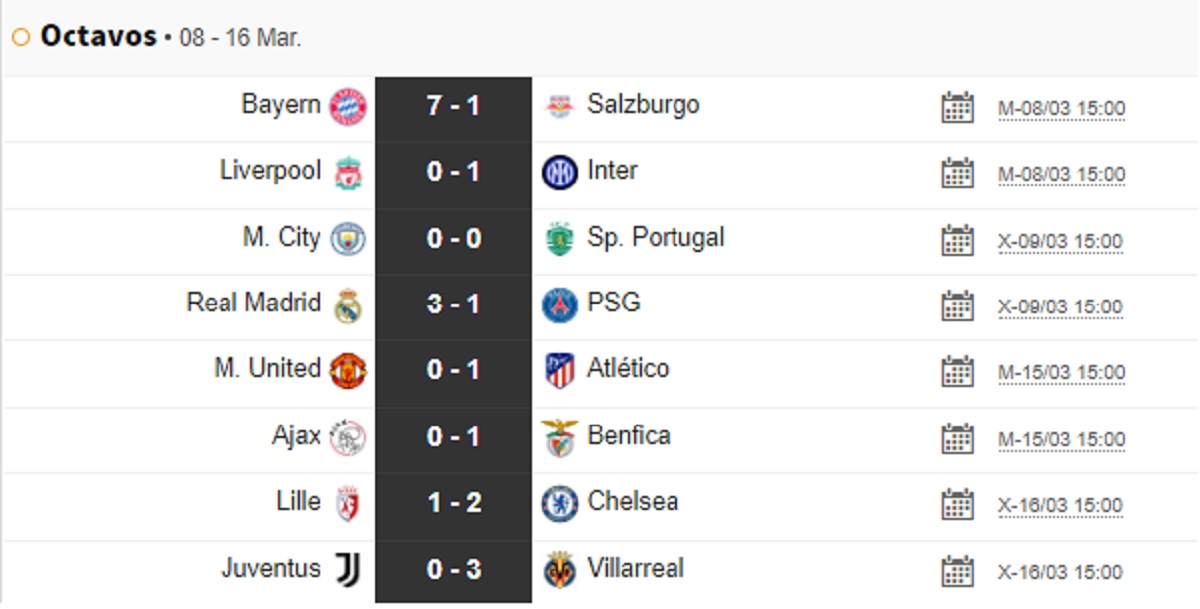 Octavos • 08 - 16 Mar.
Bayern 7 - 1 Salzburgo M-08/03 15:00
Liverpool 0 - 1 Inter M-08/03 15:00
M. City 0 - 0 Sp. Portugal X-09/03 15:00
Real Madrid 3 - 1 PSG X-09/03 15:00
M. United 0 - 1 Atlético M-15/03 15:00
Ajax 0 - 1 Benfica M-15/03 15:00
Lille 1 - 2 Chelsea X-16/03 15:00
Juventus 0 - 3 Villarreal X-16/03 15:00